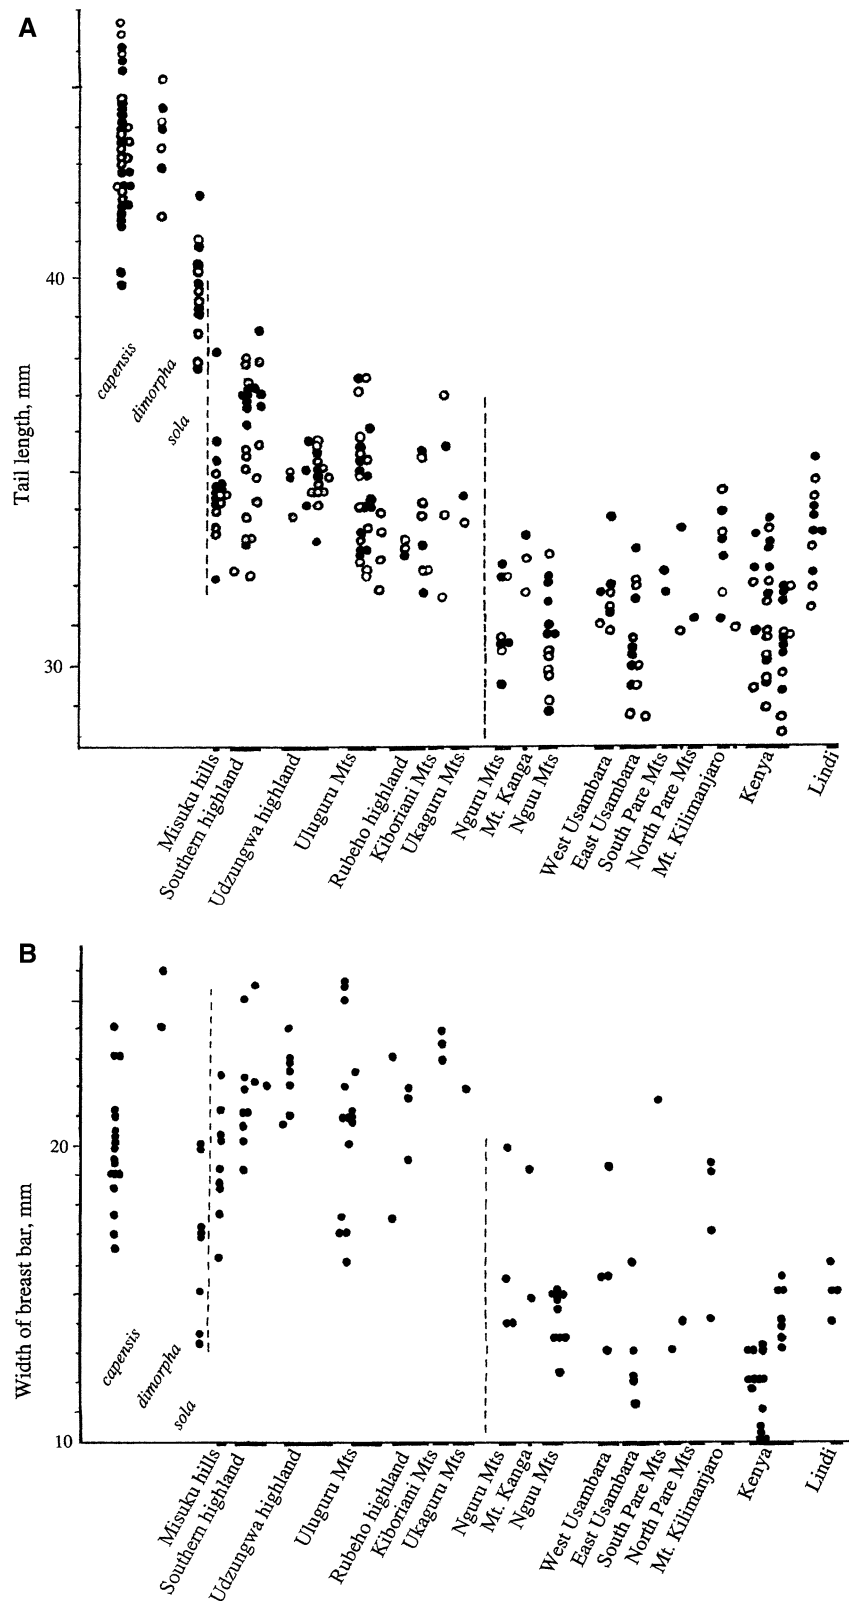 A
Tail length, mm
40
30
capensis
dimorpha
sola
Misuku hills
Southern highland
Udzungwa highland
Uluguru Mts
Rubeho highland
Kiboriani Mts
Ukaguru Mts
Nguru Mts
Mt. Kanga
Nguu Mts
West Usambara
East Usambara
South Pare Mts
North Pare Mts
Mt. Kilimanjaro
Kenya
Lindi
B
Width of breast bar, mm
20
10
capensis
dimorpha
sola
Misuku hills
Southern highland
Udzungwa highland
Uluguru Mts
Rubeho highland
Kiboriani Mts
Ukaguru Mts
Nguru Mts
Mt. Kanga
Nguu Mts
West Usambara
East Usambara
South Pare Mts
North Pare Mts
Mt. Kilimanjaro
Kenya
Lindi